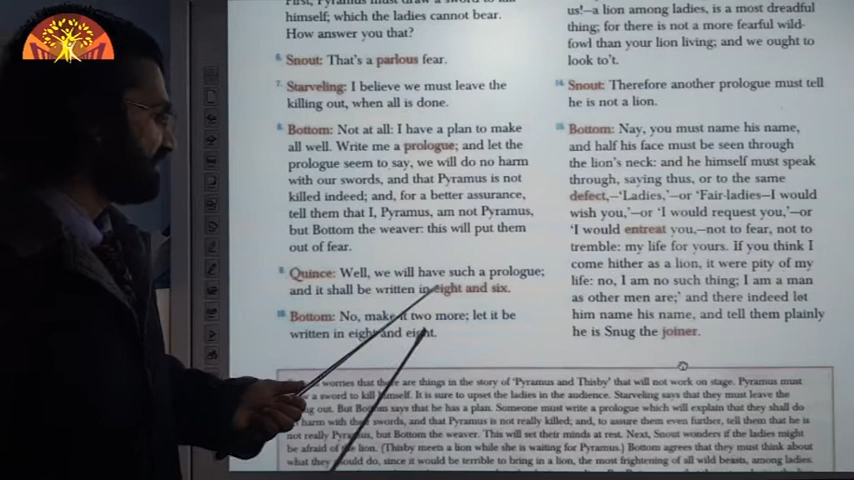 First, Pyramus must draw a sword to kill
himself; which the ladies cannot bear.
How answer you that?
6. Snout: That's a parlous fear.
7. Starveling: I believe we must leave the
killing out, when all is done.
8. Bottom: Not at all: I have a plan to make
all well. Write me a prologue; and let the
prologue seem to say, we will do no harm
with our swords, and that Pyramus is not
killed indeed; and, for a better assurance,
tell them that I, Pyramus, am not Pyramus,
but Bottom the weaver: this will put them
out of fear.
9. Quince: Well, we will have such a prologue;
and it shall be written in eight and six.
10. Bottom: No, make it two more; let it be
written in eight and eight.
us!—a lion among ladies, is a most dreadful
thing; for there is not a more fearful wild-
fowl than your lion living; and we ought to
look to't.
14. Snout: Therefore another prologue must tell
he is not a lion.
15. Bottom: Nay, you must name his name,
and half his face must be seen through
the lion's neck: and he himself must speak
through, saying thus, or to the same
defect,—'Ladies,'—or 'Fair-ladies—I would
wish you,'—or 'I would request you,'—or
'I would entreat you,—not to fear, not to
tremble: my life for yours. If you think I
come hither as a lion, it were pity of my
life: no, I am no such thing; I am a man
as other men are;' and there indeed let
him name his name, and tell them plainly
he is Snug the joiner.
worries that there are things in the story of 'Pyramus and Thisby' that will not work on stage. Pyramus must
a sword to kill himself. It is sure to upset the ladies in the audience. Starveling says that they must leave the
out. But Bottom says that he has a plan. Someone must write a prologue which will explain that they shall do
harm with their swords, and that Pyramus is not really killed; and, to assure them even further, tell them that he is
not really Pyramus, but Bottom the weaver. This will set their minds at rest. Next, Snout wonders if the ladies might
be afraid of the lion. (Thisby meets a lion while she is waiting for Pyramus.) Bottom agrees that they must think about
what they should do, since it would be terrible to bring in a lion, the most frightening of all wild beasts, among ladies.